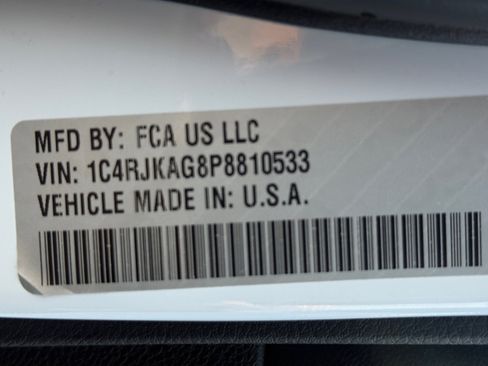 MFD BY: FCA US LLC
VIN: 1C4RJKAG8P8810533
VEHICLE MADE IN: U.S.A.